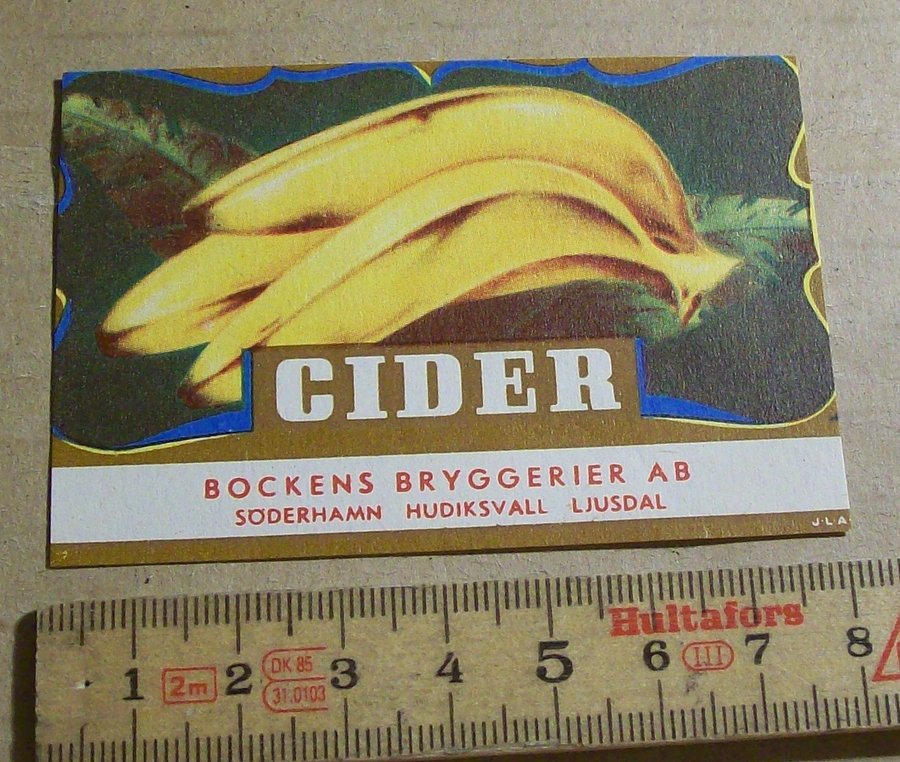 CIDER
BOCKENS BRYGGERIER AB
SÖDERHAMN HUDIKSVALL LJUSDAL
J·L·A
Hultafors
1 2m 2 DK 85 3 4 5 6 III 7 8
31.0103